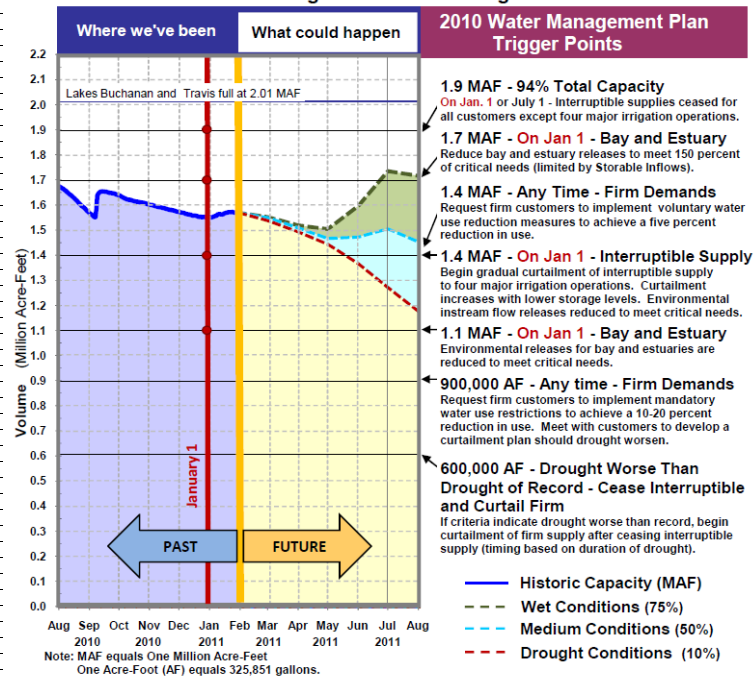 Where we've been
What could happen
2010 Water Management Plan
Trigger Points
2.2
2.1
2.0
1.9
1.8
1.7
1.6
1.5
1.4
1.3
1.2
1.1
1.0
0.9
0.8
0.7
0.6
0.5
0.4
0.3
0.2
0.1
0.0
Volume (Million Acre-Feet)
Lakes Buchanan and Travis full at 2.01 MAF
January 1
PAST
FUTURE
Aug Sep Oct Nov Dec Jan Feb Mar Apr May Jun Jul Aug
2010 2010 2011 2011 2011 2011
Note: MAF equals One Million Acre-Feet
One Acre-Foot (AF) equals 325,851 gallons.
1.9 MAF - 94% Total Capacity
On Jan. 1 or July 1 - Interruptible supplies ceased for
all customers except four major irrigation operations.
1.7 MAF - On Jan 1 - Bay and Estuary
Reduce bay and estuary releases to meet 150 percent
of critical needs (limited by Storable Inflows).
1.4 MAF - Any Time - Firm Demands
Request firm customers to implement voluntary water
use reduction measures to achieve a five percent
reduction in use.
1.4 MAF - On Jan 1 - Interruptible Supply
Begin gradual curtailment of interruptible supply
to four major irrigation operations. Curtailment
increases with lower storage levels. Environmental
instream flow releases reduced to meet critical needs.
1.1 MAF - On Jan 1 - Bay and Estuary
Environmental releases for bay and estuaries are
reduced to meet critical needs.
900,000 AF - Any time - Firm Demands
Request firm customers to implement mandatory
water use restrictions to achieve a 10-20 percent
reduction in use. Meet with customers to develop a
curtailment plan should drought worsen.
600,000 AF - Drought Worse Than
Drought of Record - Cease Interruptible
and Curtail Firm
If criteria indicate drought worse than record, begin
curtailment of firm supply after ceasing interruptible
supply (timing based on duration of drought).
Historic Capacity (MAF)
Wet Conditions (75%)
Medium Conditions (50%)
Drought Conditions (10%)